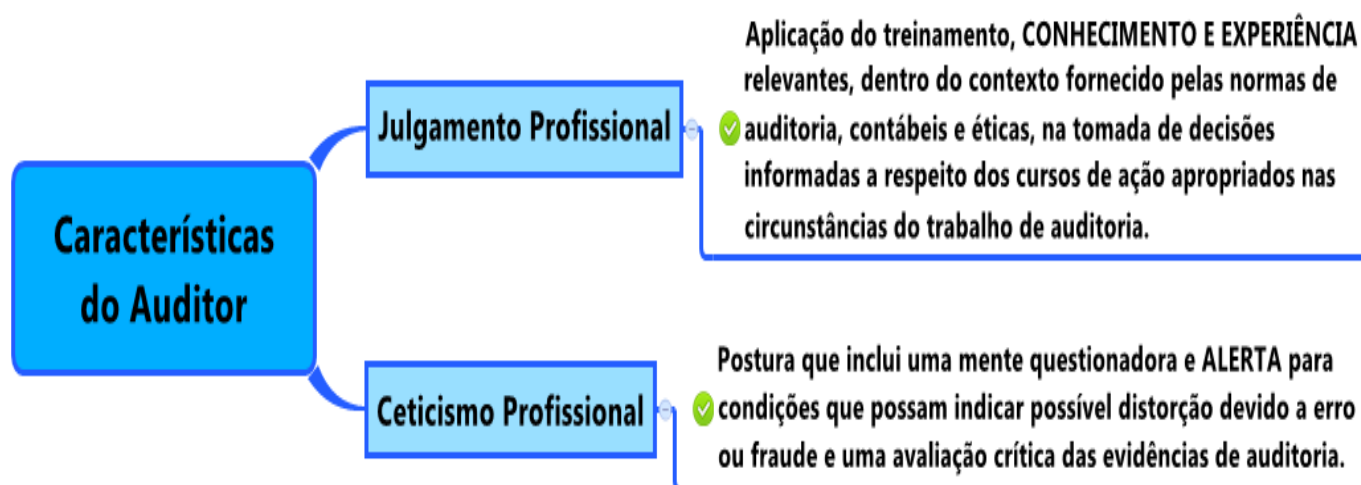 Características
do Auditor
Julgamento Profissional
Aplicação do treinamento, CONHECIMENTO E EXPERIÊNCIA
relevantes, dentro do contexto fornecido pelas normas de
auditoria, contábeis e éticas, na tomada de decisões
informadas a respeito dos cursos de ação apropriados nas
circunstâncias do trabalho de auditoria.
Ceticismo Profissional
Postura que inclui uma mente questionadora e ALERTA para
condições que possam indicar possível distorção devido a erro
ou fraude e uma avaliação crítica das evidências de auditoria.